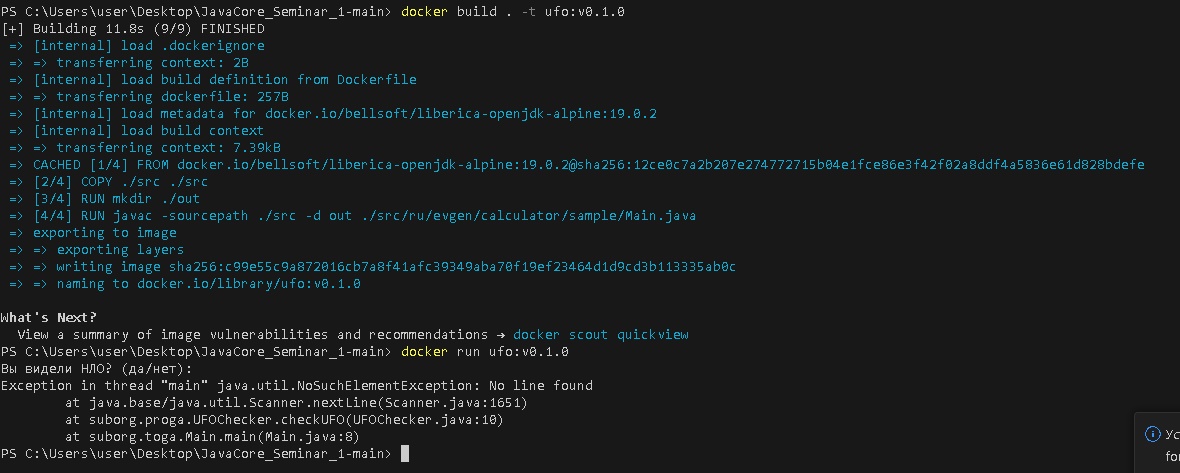 PS C:\Users\user\Desktop\JavaCore_Seminar_1-main> docker build . -t ufo:v0.1.0
[+] Building 11.8s (9/9) FINISHED
=> [internal] load .dockerignore
=> => transferring context: 2B
=> [internal] load build definition from Dockerfile
=> => transferring dockerfile: 257B
=> [internal] load metadata for docker.io/bellsoft/liberica-openjdk-alpine:19.0.2
=> [internal] load build context
=> => transferring context: 7.39kB
=> CACHED [1/4] FROM docker.io/bellsoft/liberica-openjdk-alpine:19.0.2@sha256:12ce0c7a2b207e274772715b04e1fce86e3f42f02a8ddf4a5836e61d828bdefe
=> [2/4] COPY ./src ./src
=> [3/4] RUN mkdir ./out
=> [4/4] RUN javac -sourcepath ./src -d out ./src/ru/evgen/calculator/sample/Main.java
=> exporting to image
=> => exporting layers
=> => writing image sha256:c99e55c9a872016cb7a8f41afc39349aba70f19ef23464d1d9cd3b113335ab0c
=> => naming to docker.io/library/ufo:v0.1.0
What's Next?
View a summary of image vulnerabilities and recommendations → docker scout quickview
PS C:\Users\user\Desktop\JavaCore_Seminar_1-main> docker run ufo:v0.1.0
Вы видели НЛО? (да/нет):
Exception in thread "main" java.util.NoSuchElementException: No line found
at java.base/java.util.Scanner.nextLine(Scanner.java:1651)
at suborg.proga.UFOChecker.checkUFO(UFOChecker.java:10)
at suborg.toga.Main.main(Main.java:8)
PS C:\Users\user\Desktop\JavaCore_Seminar_1-main>
Ус
for